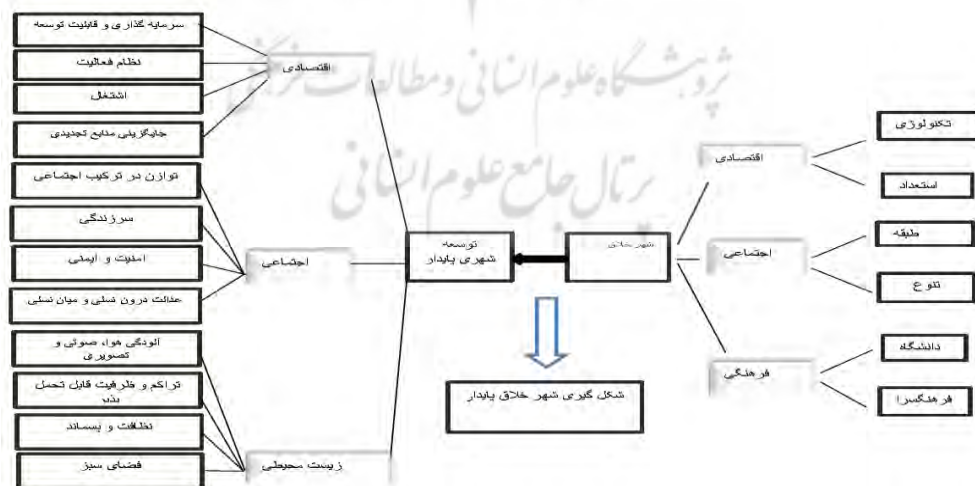 پژوهشگاه علوم انسانی و مطالعات فرهنگی
پرتال جامع علوم انسانی
تکنولوژی
استعداد
اقتصادی
طبقه
تنوع
اجتماعی
دانشگاه
فرهنگسرا
فرهنگی
شهر خلاق
توسعه
شهری پایدار
شکل گیری شهر خلاق پایدار
اقتصادی
سرمایه گذاری و قابلیت توسعه
نظام فعالیت
اشتغال
جایگزینی منابع تجدیدی
اجتماعی
توازن در ترکیب اجتماعی
سرزندگی
امنیت و ایمنی
عدالت درون نسلی و میان نسلی
زیست محیطی
آلودگی هوا، صوتی و
تصویری
تراکم و ظرفیت قابل تحمل
پذیر
نظافت و پسماند
فضای سبز